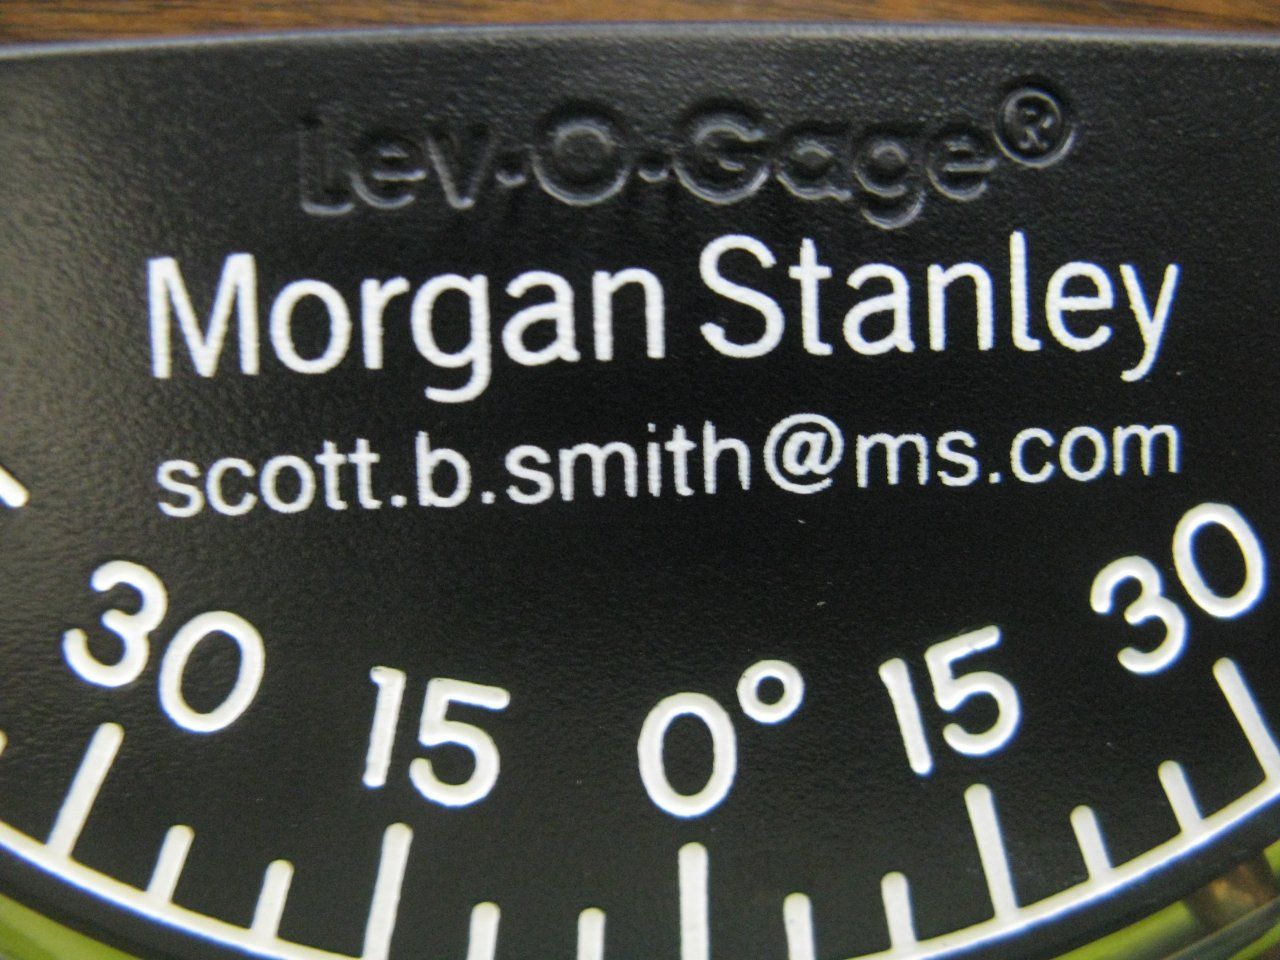 Lev·O·Gage®
Morgan Stanley
scott.b.smith@ms.com
30 15 0° 15 30